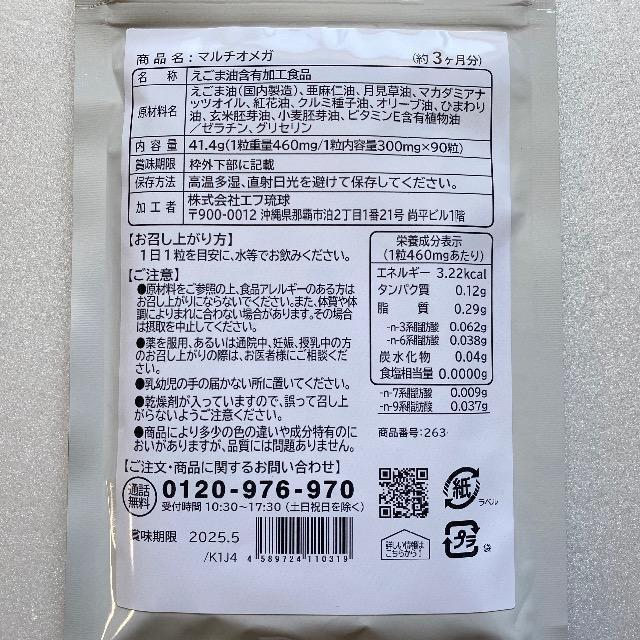 商品名：マルチオメガ （約3ヶ月分）
名称 えごま油含有加工食品
原材料名 えごま油(国内製造)、亜麻仁油、月見草油、マカダミアナ
ッツオイル、紅花油、クルミ種子油、オリーブ油、ひまわり
油、玄米胚芽油、小麦胚芽油、ビタミンE含有植物油
／ゼラチン、グリセリン
内容量 41.4g(1粒重量460mg/1粒内容量300mg×90粒)
賞味期限 枠外下部に記載
保存方法 高温多湿、直射日光を避けて保存してください。
加工者 株式会社エフ琉球
〒900-0012 沖縄県那覇市泊2丁目1番21号 尚平ビル1階
【お召し上がり方】
1日1粒を目安に、水等でお飲みください。
【ご注意】
●原材料をご参照の上、食品アレルギーのある方は
お召し上がりにならないでください。また、体質や体
調によりまれに合わない場合があります。その場合
は摂取を中止してください。
●薬を服用、あるいは通院中、妊娠、授乳中の方
のお召し上がりの際は、お医者様にご相談くだ
さい。
●乳幼児の手の届かない所に置いてください。
●乾燥剤が入っていますので、誤って召し上
がらないようご注意ください。
●商品により多少の色の違いや成分特有のに
おいがありますが、品質には問題ありません。
栄養成分表示
(1粒460mgあたり)
エネルギー 3.22kcal
タンパク質 0.12g
脂質 0.29g
-n-3系脂肪酸 0.062g
-n-6系脂肪酸 0.038g
炭水化物 0.04g
食塩相当量 0.0000g
-n-7系脂肪酸 0.009g
-n-9系脂肪酸 0.037g
商品番号：263
【ご注文・商品に関するお問い合わせ】
通話
無料 0120-976-970
受付時間 10:30～17:30 (土日祝日を除く)
賞味期限 2025.5
/K1J4
4 589724 110319
詳しい情報は
こちらから！
紙
ラベル
プラ
袋